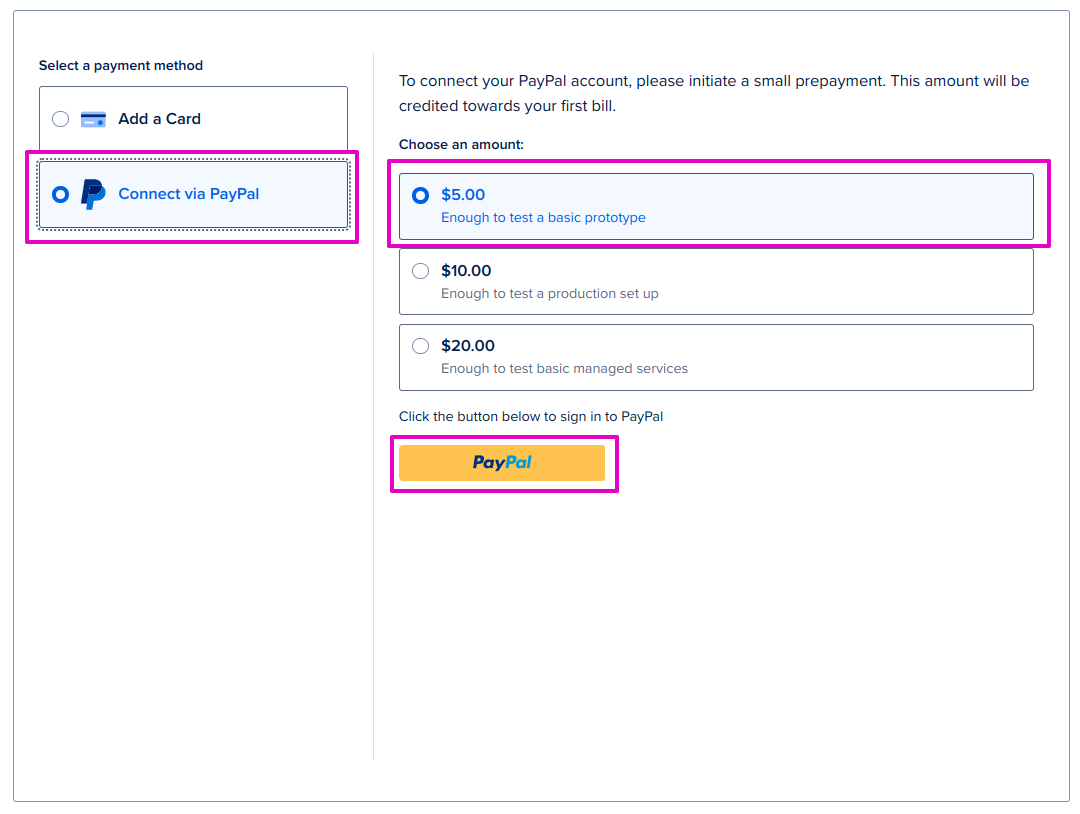 Select a payment method
Add a Card
Connect via PayPal
To connect your PayPal account, please initiate a small prepayment. This amount will be
credited towards your first bill.
Choose an amount:
$5.00
Enough to test a basic prototype
$10.00
Enough to test a production set up
$20.00
Enough to test basic managed services
Click the button below to sign in to PayPal
PayPal